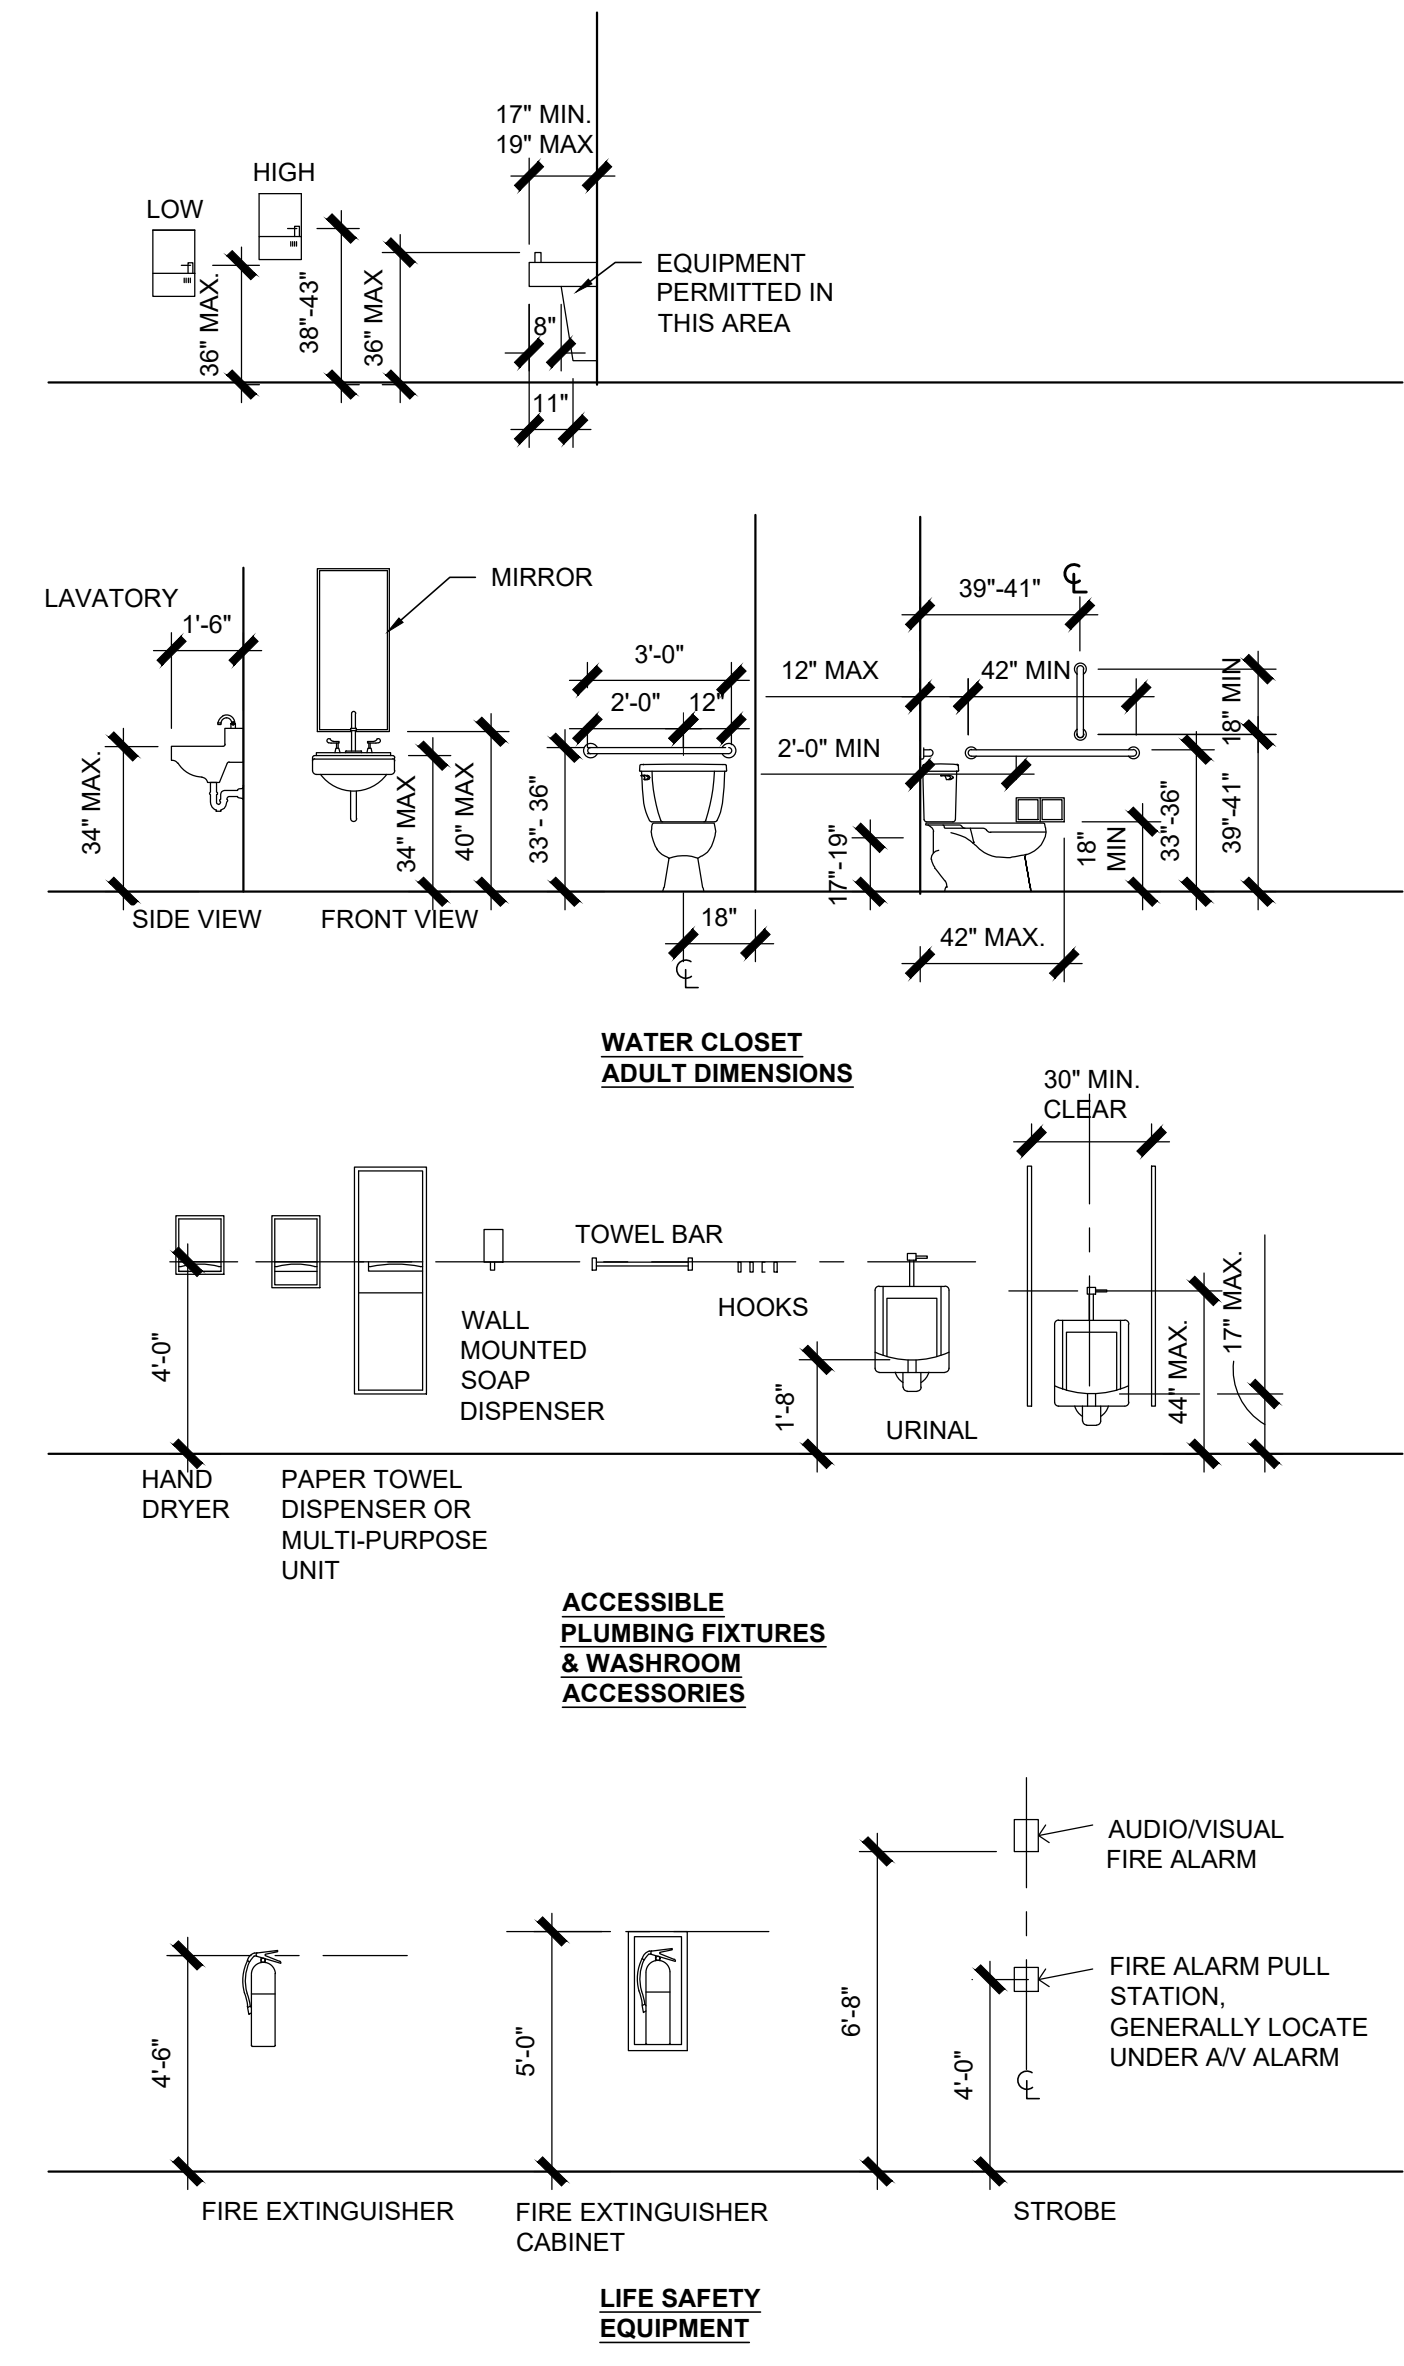 17" MIN.
19" MAX
HIGH
LOW
36" MAX.
38"-43"
36" MAX
EQUIPMENT
PERMITTED IN
THIS AREA
8"
11"
LAVATORY
1'-6"
34" MAX.
SIDE VIEW
MIRROR
34" MAX
40" MAX
FRONT VIEW
3'-0"
2'-0"
12"
33"- 36"
18"
CL
39"-41"
CL
12" MAX
42" MIN
2'-0" MIN
17"-19"
18"
MIN
33"-36"
18" MIN
39"-41"
42" MAX.
WATER CLOSET
ADULT DIMENSIONS
30" MIN.
CLEAR
TOWEL BAR
HOOKS
WALL
MOUNTED
SOAP
DISPENSER
4'-0"
1'-8"
URINAL
44" MAX.
17" MAX.
HAND
DRYER
PAPER TOWEL
DISPENSER OR
MULTI-PURPOSE
UNIT
ACCESSIBLE
PLUMBING FIXTURES
& WASHROOM
ACCESSORIES
AUDIO/VISUAL
FIRE ALARM
FIRE ALARM PULL
STATION,
GENERALLY LOCATE
UNDER A/V ALARM
4'-6"
5'-0"
6'-8"
4'-0"
CL
FIRE EXTINGUISHER
FIRE EXTINGUISHER
CABINET
STROBE
LIFE SAFETY
EQUIPMENT